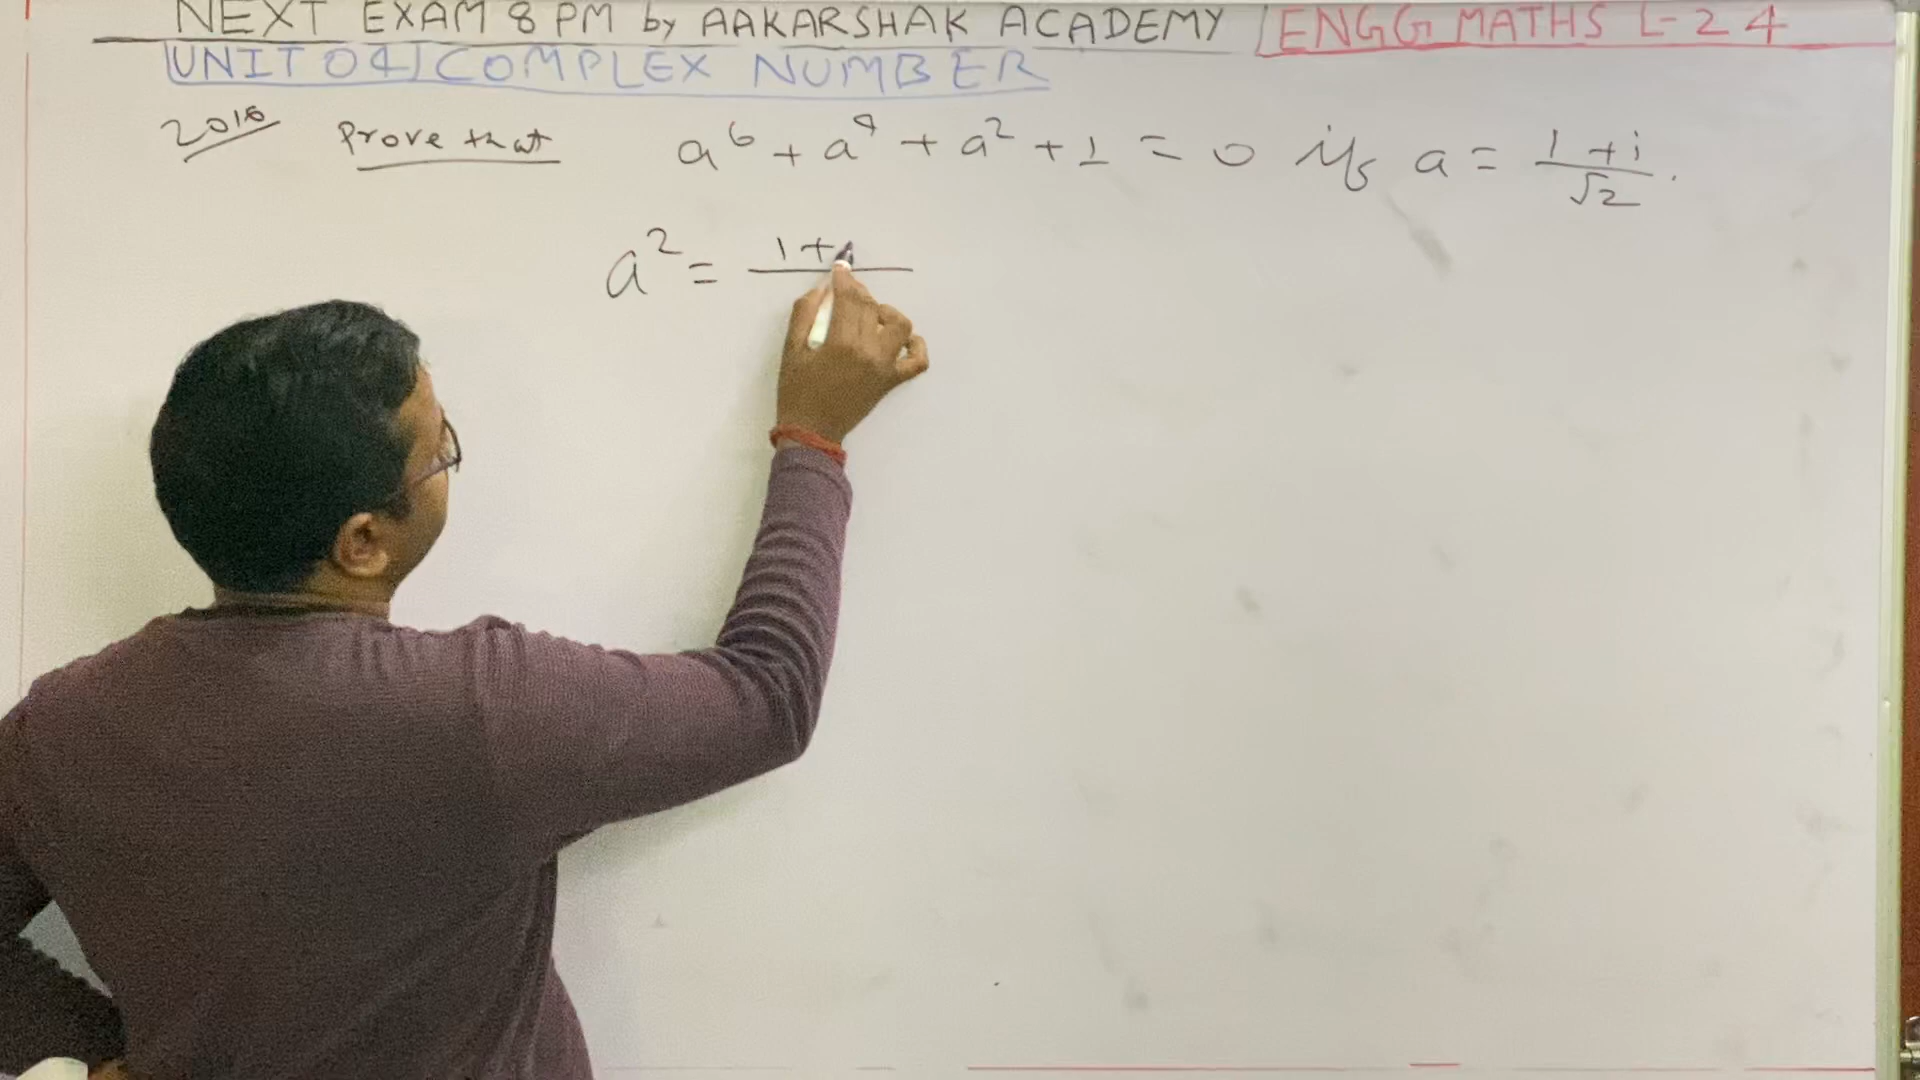 NEXT EXAM 8 PM by AAKARSHAK ACADEMY ENGG MATHS L-24
UNIT 04 COMPLEX NUMBER
2016 Prove that a⁶ + a⁴ + a² + 1 = 0 if a = (1 + i)/√2.
a² = 1 +